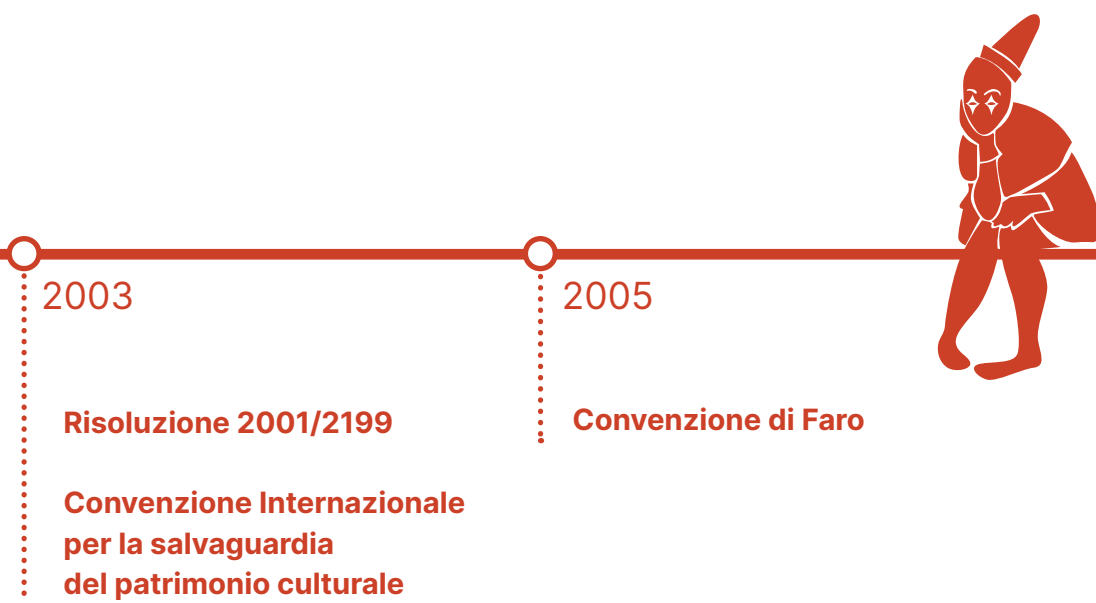 2003
2005
Risoluzione 2001/2199
Convenzione di Faro
Convenzione Internazionale
per la salvaguardia
del patrimonio culturale